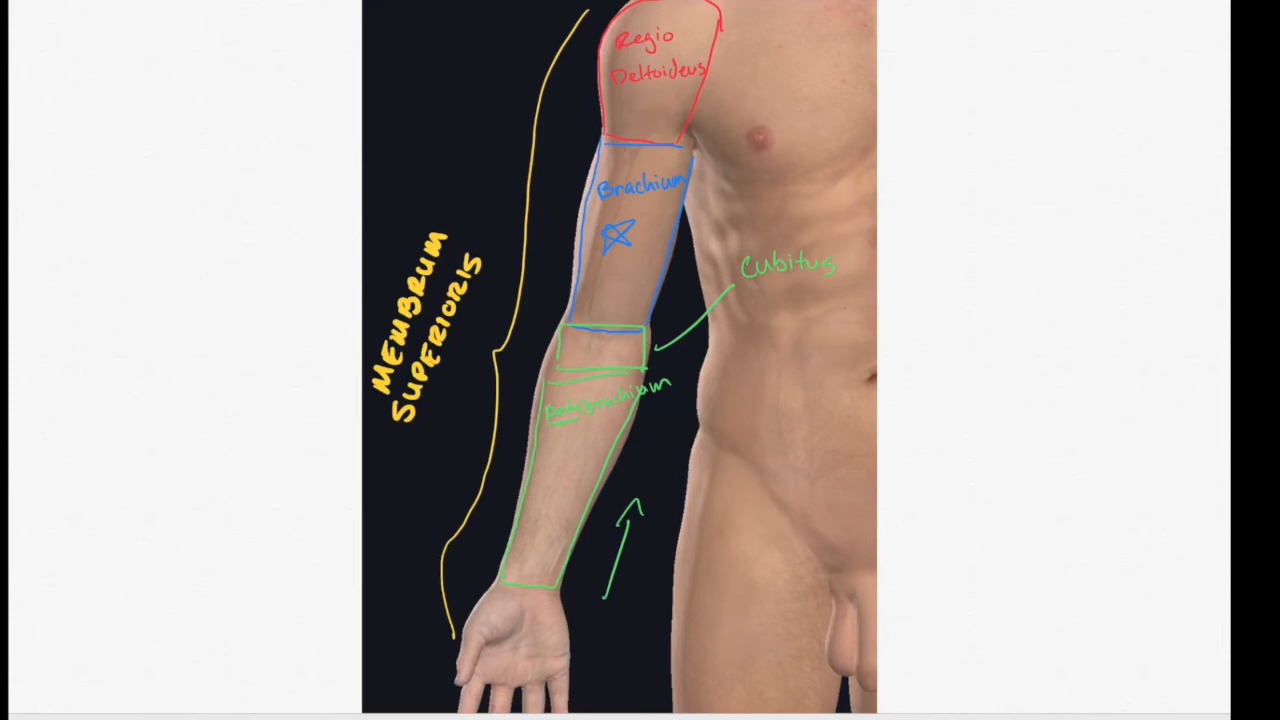 Regio
Deltoideus
Brachium
Cubitus
MEMBRUM
SUPERIORIS
Antebrachium